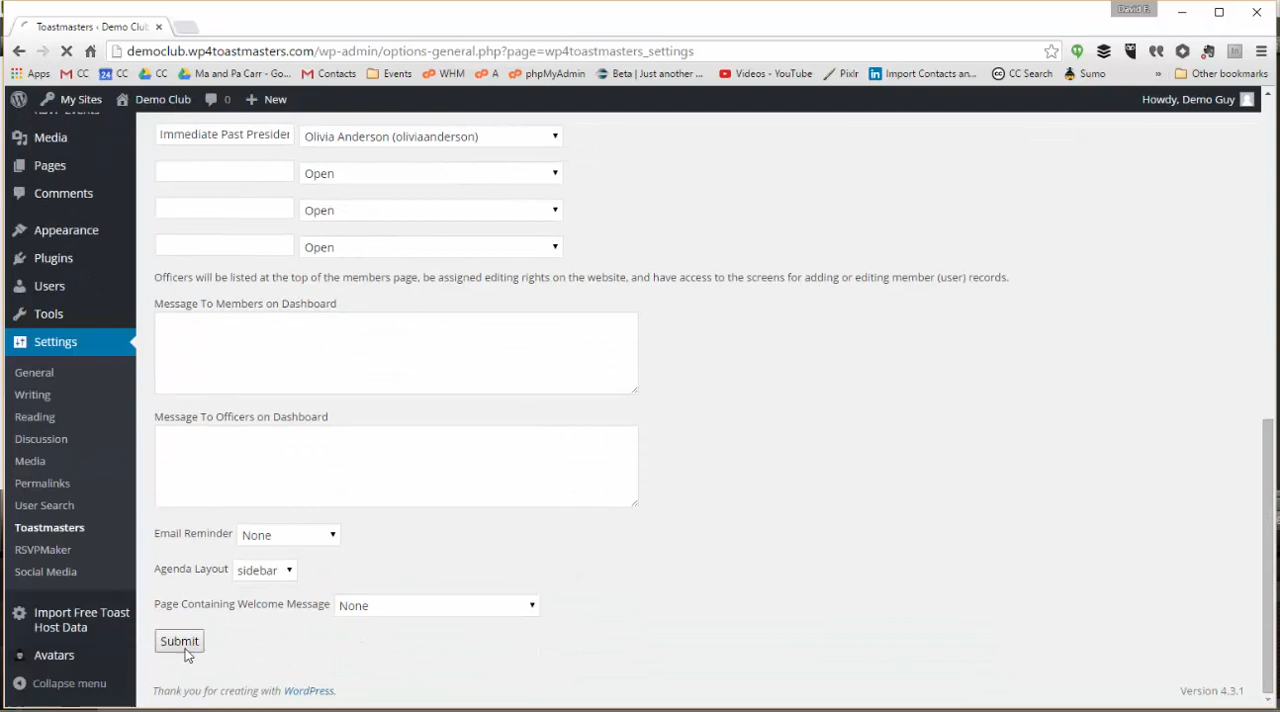 David F.
Toastmasters ‹ Demo Club
democlub.wp4toastmasters.com/wp-admin/options-general.php?page=wp4toastmasters_settings
Apps CC CC CC Ma and Pa Carr - Go... Contacts Events WHM A phpMyAdmin Beta | Just another ... Videos - YouTube Pixlr Import Contacts an... CC Search Sumo » Other bookmarks
My Sites Demo Club 0 New Howdy, Demo Guy
Media
Pages
Comments
Appearance
Plugins
Users
Tools
Settings
General
Writing
Reading
Discussion
Media
Permalinks
User Search
Toastmasters
RSVPMaker
Social Media
Import Free Toast
Host Data
Avatars
Collapse menu
Immediate Past Presider Olivia Anderson (oliviaanderson)
Open
Open
Open
Officers will be listed at the top of the members page, be assigned editing rights on the website, and have access to the screens for adding or editing member (user) records.
Message To Members on Dashboard
Message To Officers on Dashboard
Email Reminder None
Agenda Layout sidebar
Page Containing Welcome Message None
Submit
Thank you for creating with WordPress. Version 4.3.1